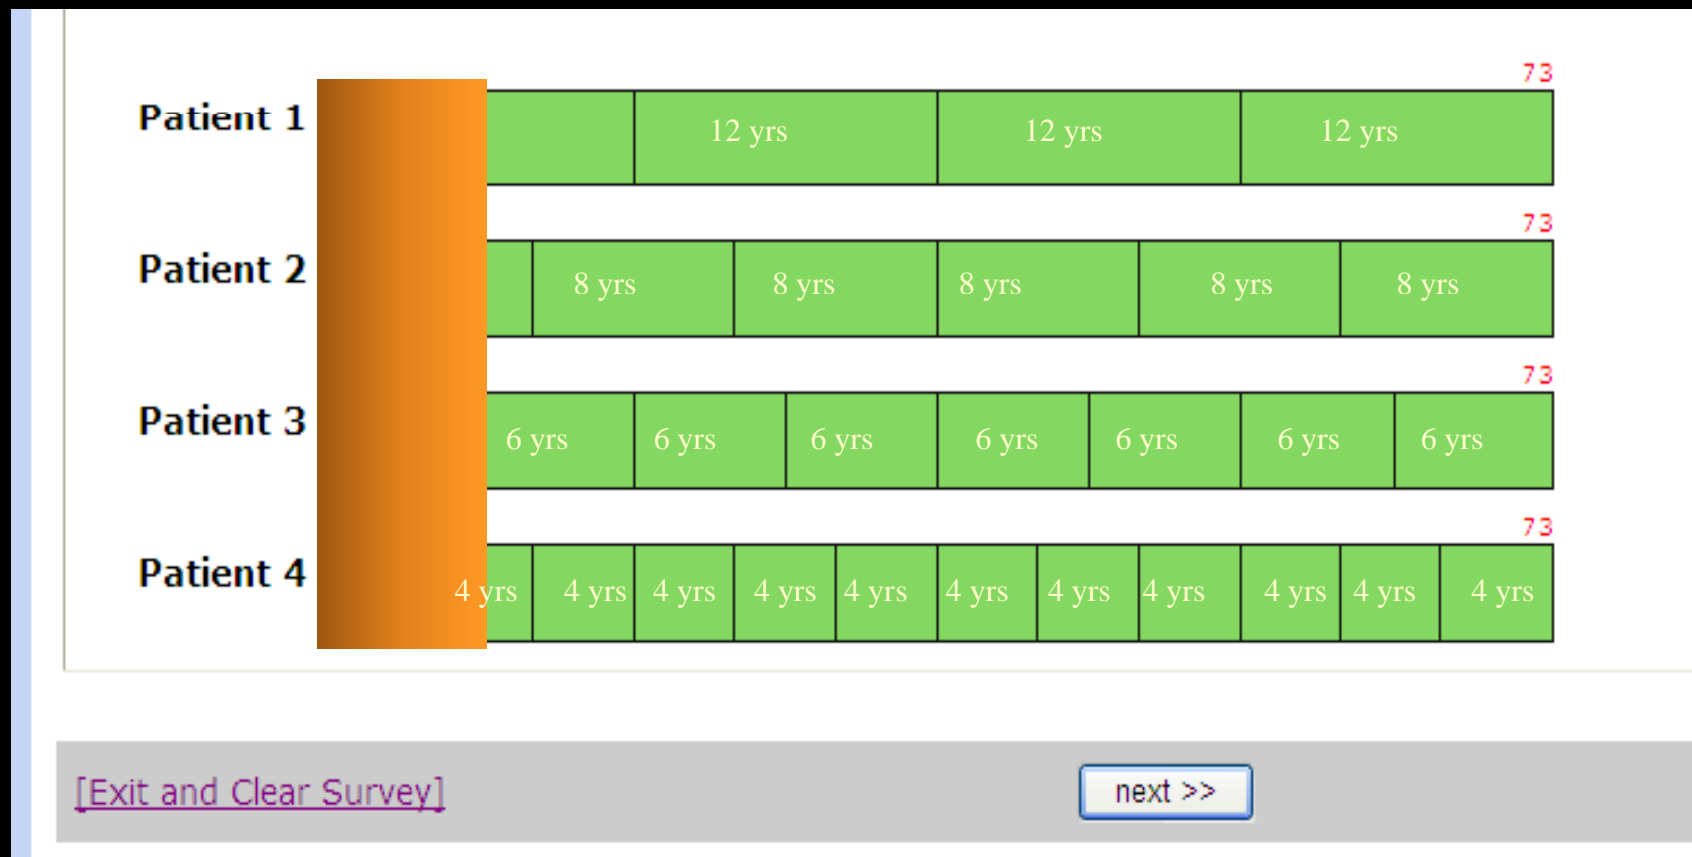 73
Patient 1 12 yrs 12 yrs 12 yrs
73
Patient 2 8 yrs 8 yrs 8 yrs 8 yrs 8 yrs
73
Patient 3 6 yrs 6 yrs 6 yrs 6 yrs 6 yrs 6 yrs 6 yrs
73
Patient 4 4 yrs 4 yrs 4 yrs 4 yrs 4 yrs 4 yrs 4 yrs 4 yrs 4 yrs 4 yrs 4 yrs
[Exit and Clear Survey] next >>